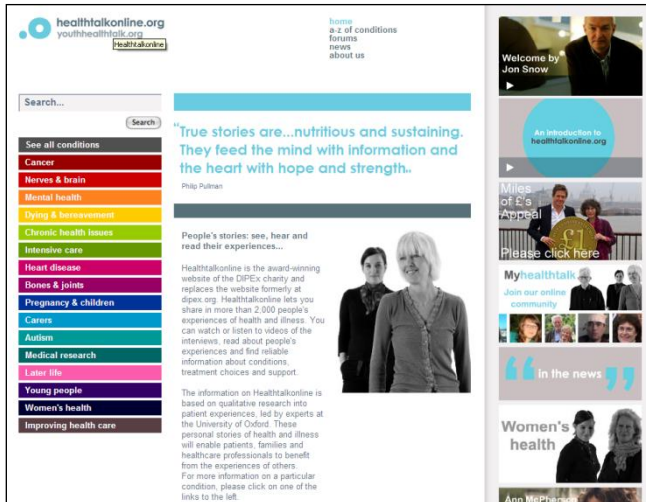 healthtalkonline.org
youthhealthtalk.org
Healthtalkonline
home
a-z of conditions
forums
news
about us
Search...
Search
See all conditions
Cancer
Nerves & brain
Mental health
Dying & bereavement
Chronic health issues
Intensive care
Heart disease
Bones & joints
Pregnancy & children
Carers
Autism
Medical research
Later life
Young people
Women's health
Improving health care
“True stories are...nutritious and sustaining.
They feed the mind with information and
the heart with hope and strength„
Philip Pullman
People's stories: see, hear and
read their experiences...
Healthtalkonline is the award-winning
website of the DIPEx charity and
replaces the website formerly at
dipex.org. Healthtalkonline lets you
share in more than 2,000 people's
experiences of health and illness. You
can watch or listen to videos of the
interviews, read about people's
experiences and find reliable
information about conditions,
treatment choices and support.
The information on Healthtalkonline is
based on qualitative research into
patient experiences, led by experts at
the University of Oxford. These
personal stories of health and illness
will enable patients, families and
healthcare professionals to benefit
from the experiences of others.
For more information on a particular
condition, please click on one of the
links to the left.
Welcome by
Jon Snow
An introduction to
healthtalkonline.org
Miles
of £'s
Appeal
£1
Please click here
Myhealthtalk
Join our online
community
“ in the news ”
Women's
health
Ann McPherson